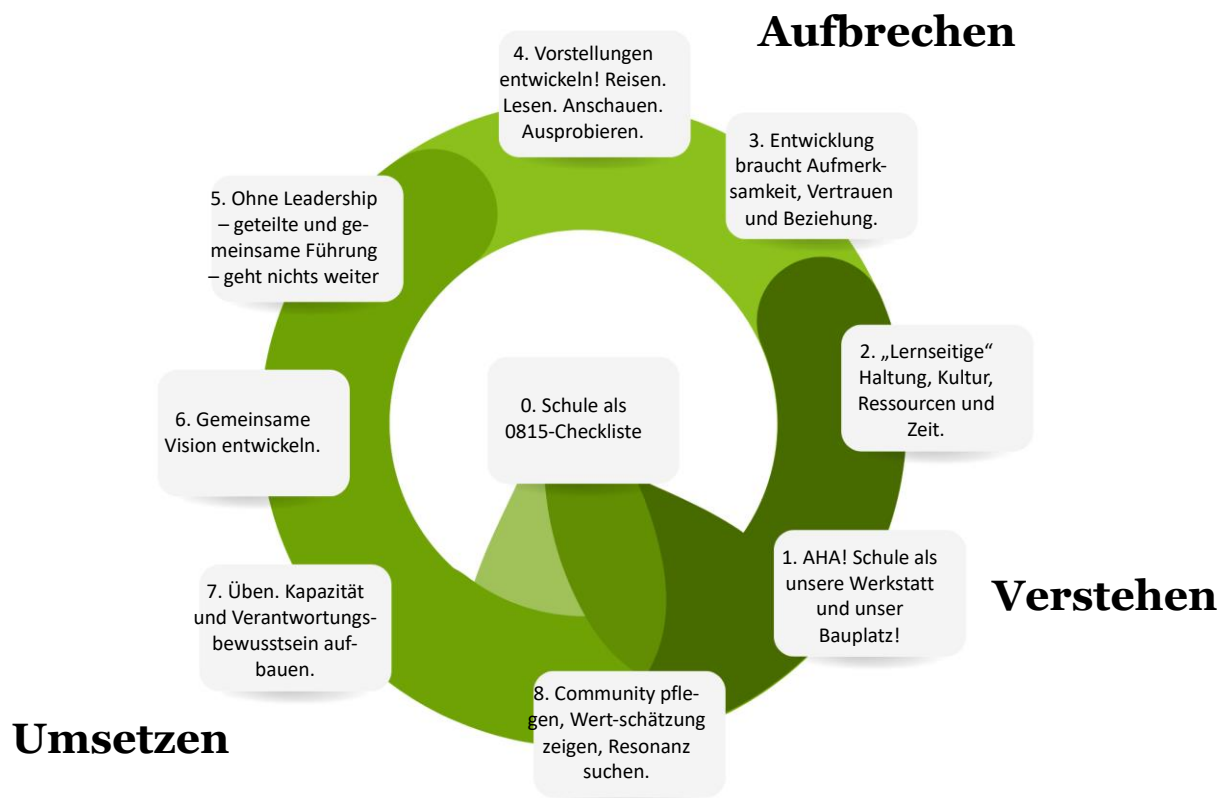 Aufbrechen
4. Vorstellungen
entwickeln! Reisen.
Lesen. Anschauen.
Ausprobieren.
3. Entwicklung
braucht Aufmerk-
samkeit, Vertrauen
und Beziehung.
5. Ohne Leadership
– geteilte und ge-
meinsame Führung
– geht nichts weiter
2. „Lernseitige“
Haltung, Kultur,
Ressourcen und
Zeit.
6. Gemeinsame
Vision entwickeln.
0. Schule als
0815-Checkliste
1. AHA! Schule als
unsere Werkstatt
und unser
Bauplatz!
Verstehen
7. Üben. Kapazität
und Verantwortungs-
bewusstsein auf-
bauen.
8. Community pfle-
gen, Wert-schätzung
zeigen, Resonanz
suchen.
Umsetzen